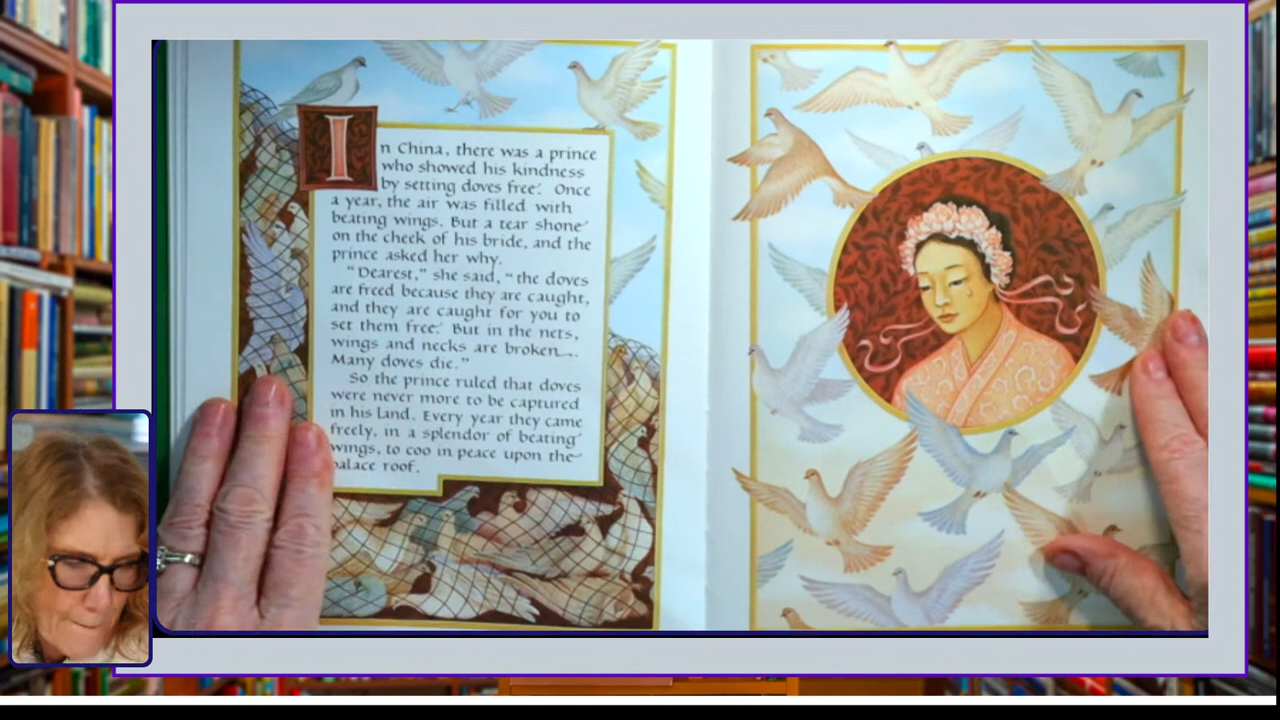 In China, there was a prince
who showed his kindness
by setting doves free. Once
a year, the air was filled with
beating wings. But a tear shone
on the cheek of his bride, and the
prince asked her why.
"Dearest," she said, "the doves
are freed because they are caught,
and they are caught for you to
set them free. But in the nets,
wings and necks are broken...
Many doves die."
So the prince ruled that doves
were never more to be captured
in his land. Every year they came
freely, in a splendor of beating
wings, to coo in peace upon the
palace roof.